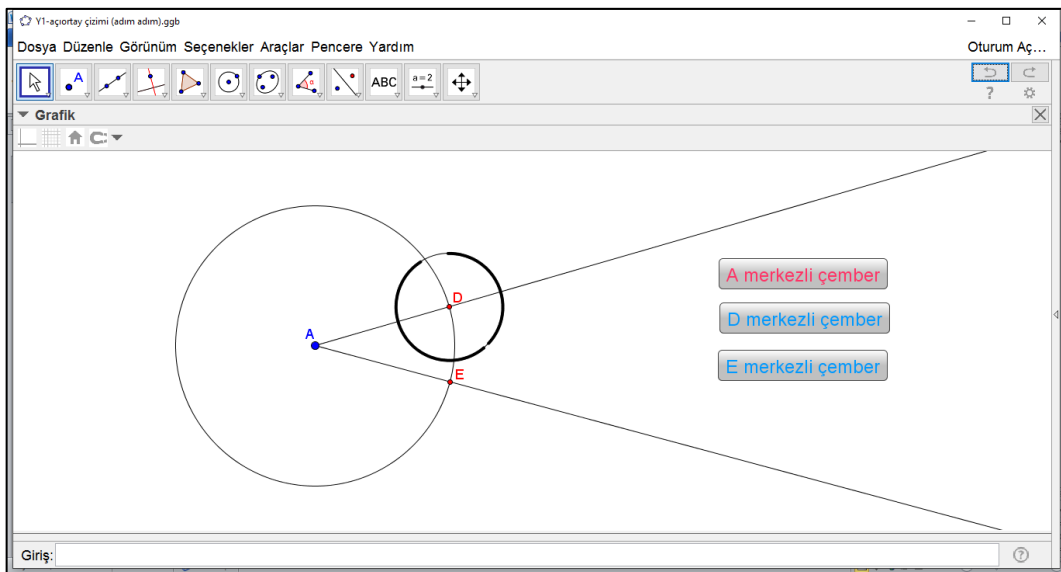 Y1-açıortay çizimi (adım adım).ggb
Dosya Düzenle Görünüm Seçenekler Araçlar Pencere Yardım Oturum Aç...
A ABC a=2
α
?
Grafik
A merkezli çember
D
D merkezli çember
A
E merkezli çember
E
Giriş: ?